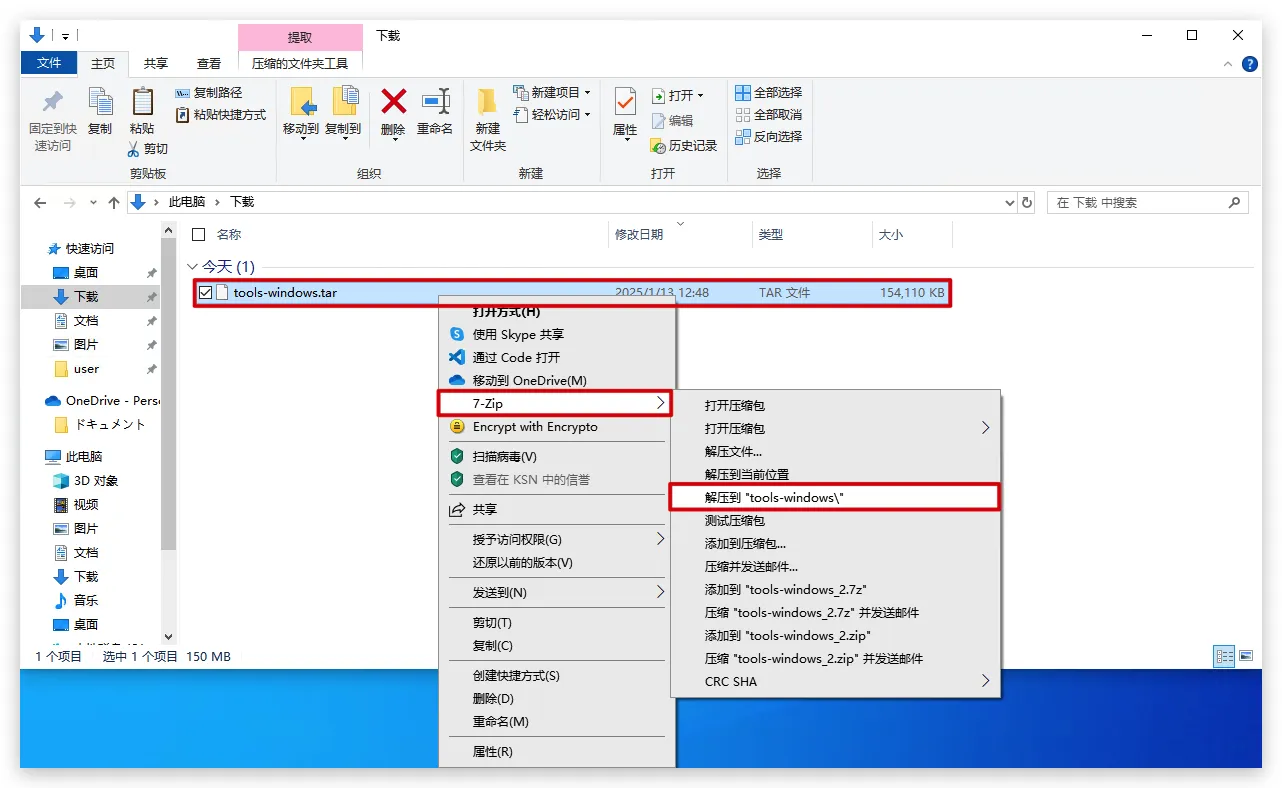 提取
下载
文件
主页
共享
查看
压缩的文件夹工具
固定到快
速访问
复制
粘贴
复制路径
粘贴快捷方式
剪切
剪贴板
移动到
复制到
删除
重命名
组织
新建
文件夹
新建项目
轻松访问
新建
属性
打开
编辑
历史记录
打开
全部选择
全部取消
反向选择
选择
此电脑
下载
在 下载 中搜索
快速访问
桌面
下载
文档
图片
user
OneDrive - Pers
ドキュメント
此电脑
3D 对象
视频
图片
文档
下载
音乐
桌面
名称
修改日期
类型
大小
今天 (1)
tools-windows.tar
2025/1/13 12:48
TAR 文件
154,110 KB
打开方式(H)
使用 Skype 共享
通过 Code 打开
移动到 OneDrive(M)
7-Zip
Encrypt with Encrypto
扫描病毒(V)
查看在 KSN 中的信誉
共享
授予访问权限(G)
还原以前的版本(V)
发送到(N)
剪切(T)
复制(C)
创建快捷方式(S)
删除(D)
重命名(M)
属性(R)
打开压缩包
打开压缩包
解压文件...
解压到当前位置
解压到 "tools-windows\"
测试压缩包
添加到压缩包...
压缩并发送邮件...
添加到 "tools-windows_2.7z"
压缩 "tools-windows_2.7z" 并发送邮件
添加到 "tools-windows_2.zip"
压缩 "tools-windows_2.zip" 并发送邮件
CRC SHA
1 个项目
选中 1 个项目
150 MB